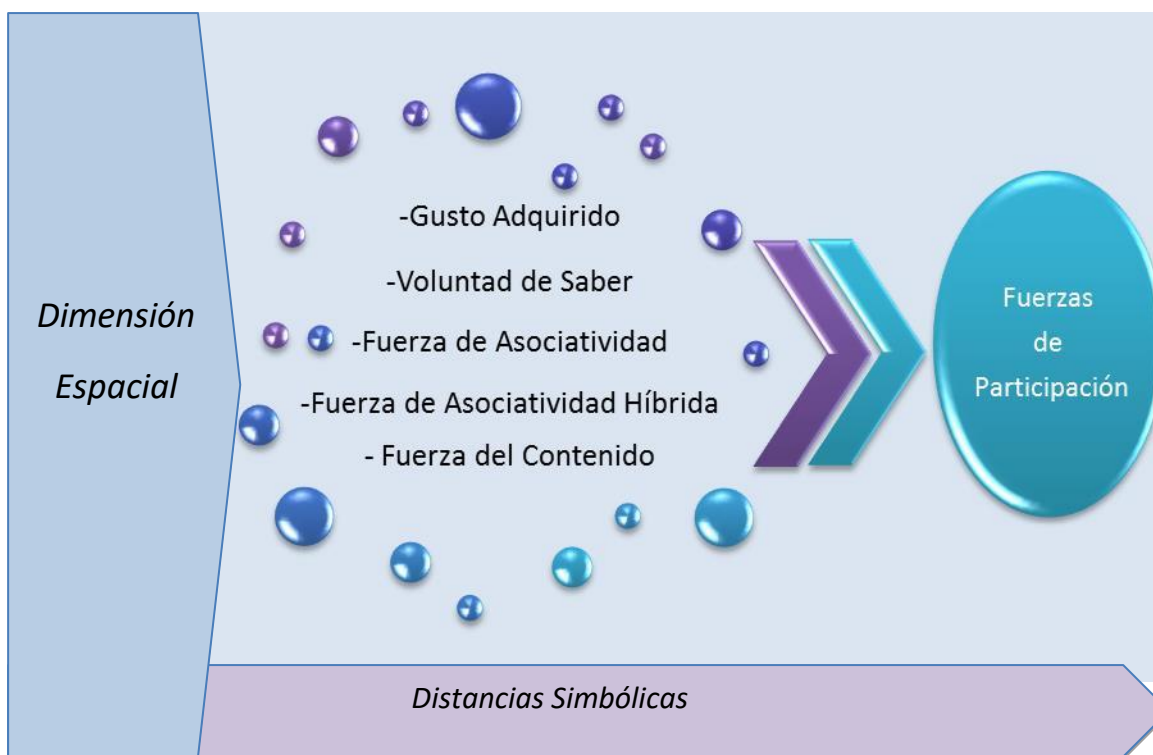 Dimensión
Espacial
-Gusto Adquirido
-Voluntad de Saber
-Fuerza de Asociatividad
-Fuerza de Asociatividad Híbrida
- Fuerza del Contenido
Fuerzas
de
Participación
Distancias Simbólicas